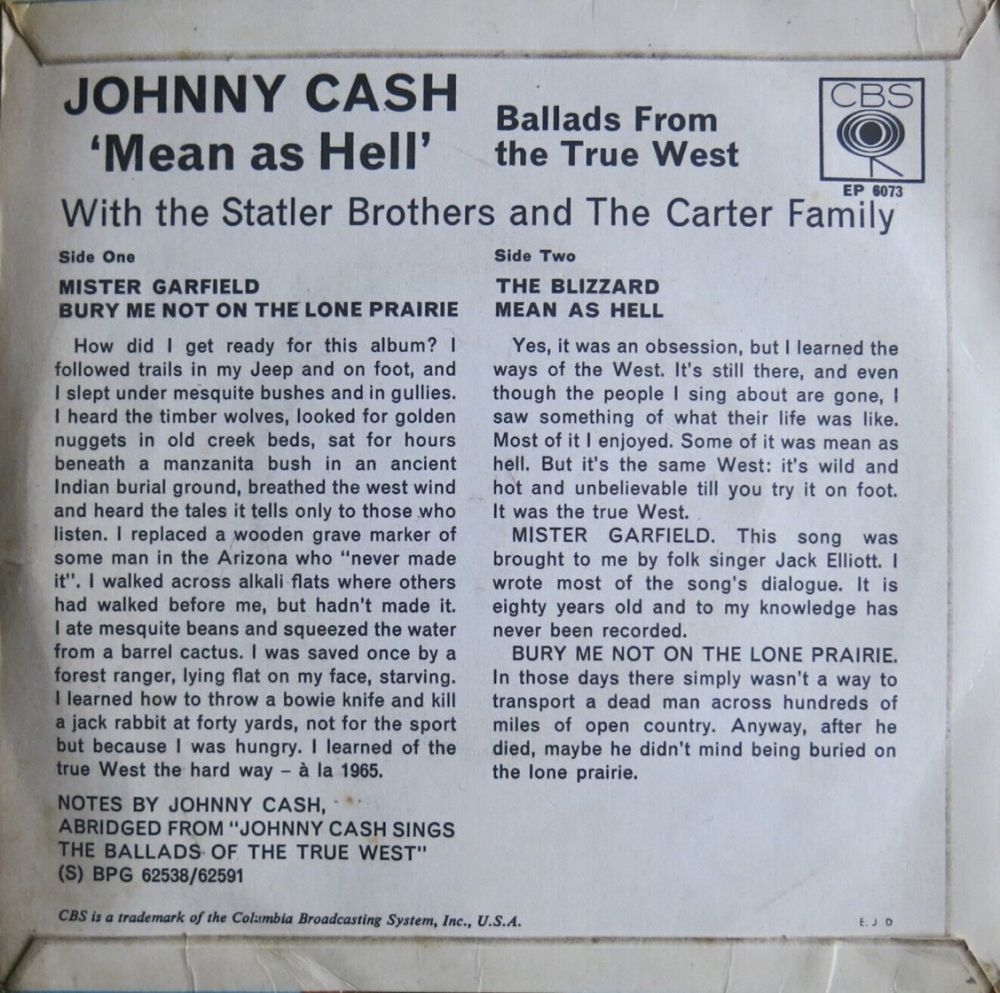 JOHNNY CASH
'Mean as Hell'
Ballads From
the True West
CBS
EP 6073
With the Statler Brothers and The Carter Family
Side One
MISTER GARFIELD
BURY ME NOT ON THE LONE PRAIRIE
How did I get ready for this album? I
followed trails in my Jeep and on foot, and
I slept under mesquite bushes and in gullies.
I heard the timber wolves, looked for golden
nuggets in old creek beds, sat for hours
beneath a manzanita bush in an ancient
Indian burial ground, breathed the west wind
and heard the tales it tells only to those who
listen. I replaced a wooden grave marker of
some man in the Arizona who "never made
it". I walked across alkali flats where others
had walked before me, but hadn't made it.
I ate mesquite beans and squeezed the water
from a barrel cactus. I was saved once by a
forest ranger, lying flat on my face, starving.
I learned how to throw a bowie knife and kill
a jack rabbit at forty yards, not for the sport
but because I was hungry. I learned of the
true West the hard way – à la 1965.
NOTES BY JOHNNY CASH,
ABRIDGED FROM "JOHNNY CASH SINGS
THE BALLADS OF THE TRUE WEST"
(S) BPG 62538/62591
Side Two
THE BLIZZARD
MEAN AS HELL
Yes, it was an obsession, but I learned the
ways of the West. It's still there, and even
though the people I sing about are gone, I
saw something of what their life was like.
Most of it I enjoyed. Some of it was mean as
hell. But it's the same West: it's wild and
hot and unbelievable till you try it on foot.
It was the true West.
MISTER GARFIELD. This song was
brought to me by folk singer Jack Elliott. I
wrote most of the song's dialogue. It is
eighty years old and to my knowledge has
never been recorded.
BURY ME NOT ON THE LONE PRAIRIE.
In those days there simply wasn't a way to
transport a dead man across hundreds of
miles of open country. Anyway, after he
died, maybe he didn't mind being buried on
the lone prairie.
CBS is a trademark of the Columbia Broadcasting System, Inc., U.S.A.
E. J. D